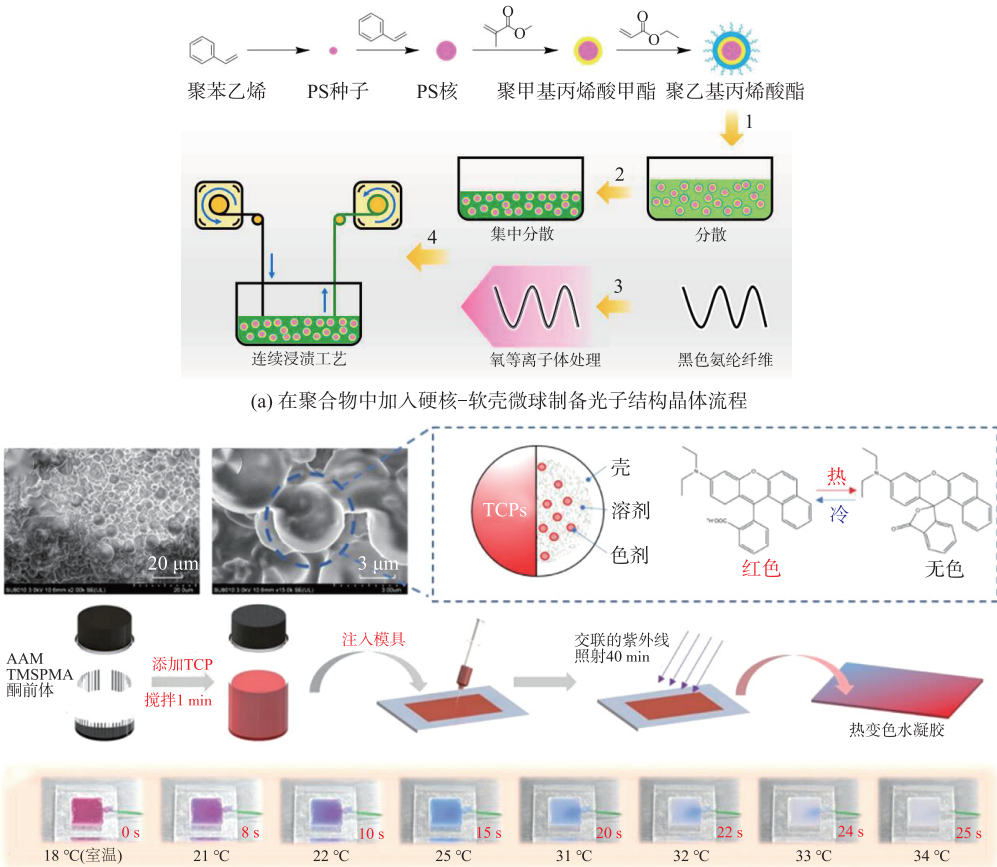 聚苯乙烯
PS种子
PS核
聚甲基丙烯酸甲酯
聚乙基丙烯酸酯
1
2
集中分散
分散
4
3
连续浸渍工艺
氧等离子体处理
黑色氨纶纤维
(a) 在聚合物中加入硬核-软壳微球制备光子结构晶体流程
20 μm
3 μm
TCPs
壳
溶剂
色剂
热
冷
红色
无色
AAM
TMSPMA
酮前体
添加TCP
搅拌1 min
注入模具
交联的紫外线
照射40 min
热变色水凝胶
0 s
8 s
10 s
15 s
20 s
22 s
24 s
25 s
18 ℃(室温)
21 ℃
22 ℃
25 ℃
31 ℃
32 ℃
33 ℃
34 ℃